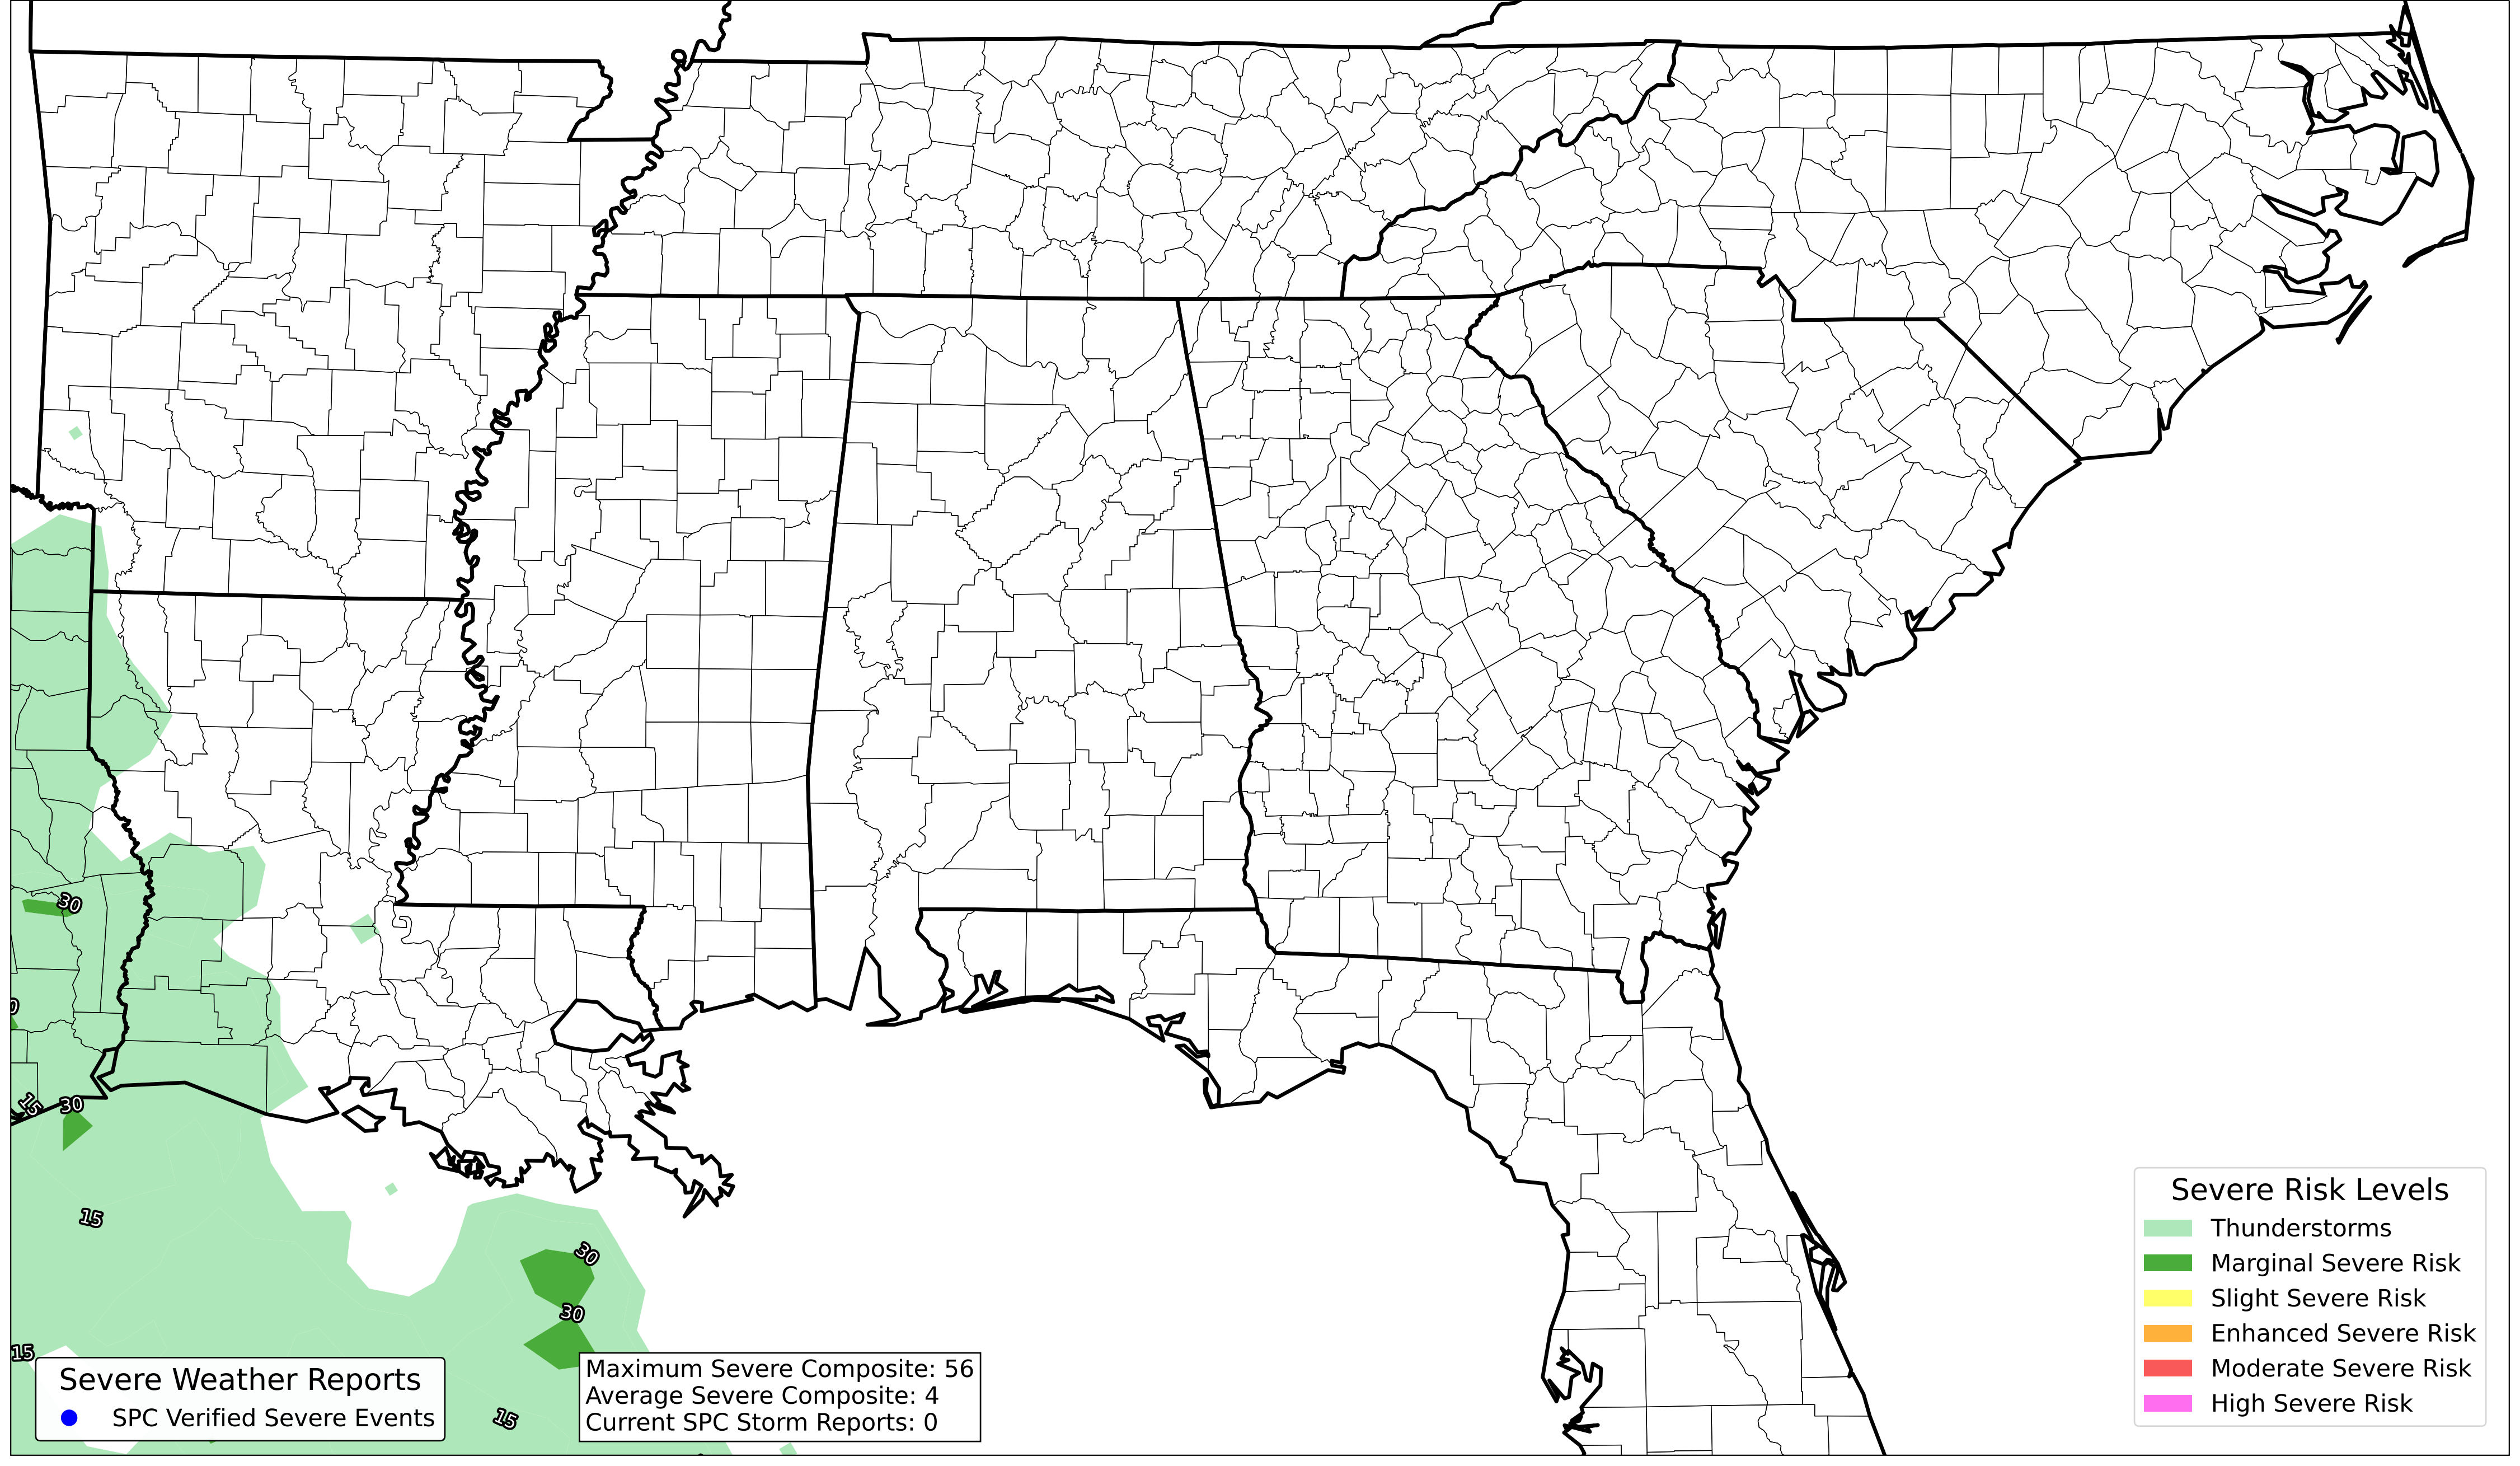 30
0
15
30
15
30
30
15
15
Severe Weather Reports
SPC Verified Severe Events
Maximum Severe Composite: 56
Average Severe Composite: 4
Current SPC Storm Reports: 0
Severe Risk Levels
Thunderstorms
Marginal Severe Risk
Slight Severe Risk
Enhanced Severe Risk
Moderate Severe Risk
High Severe Risk